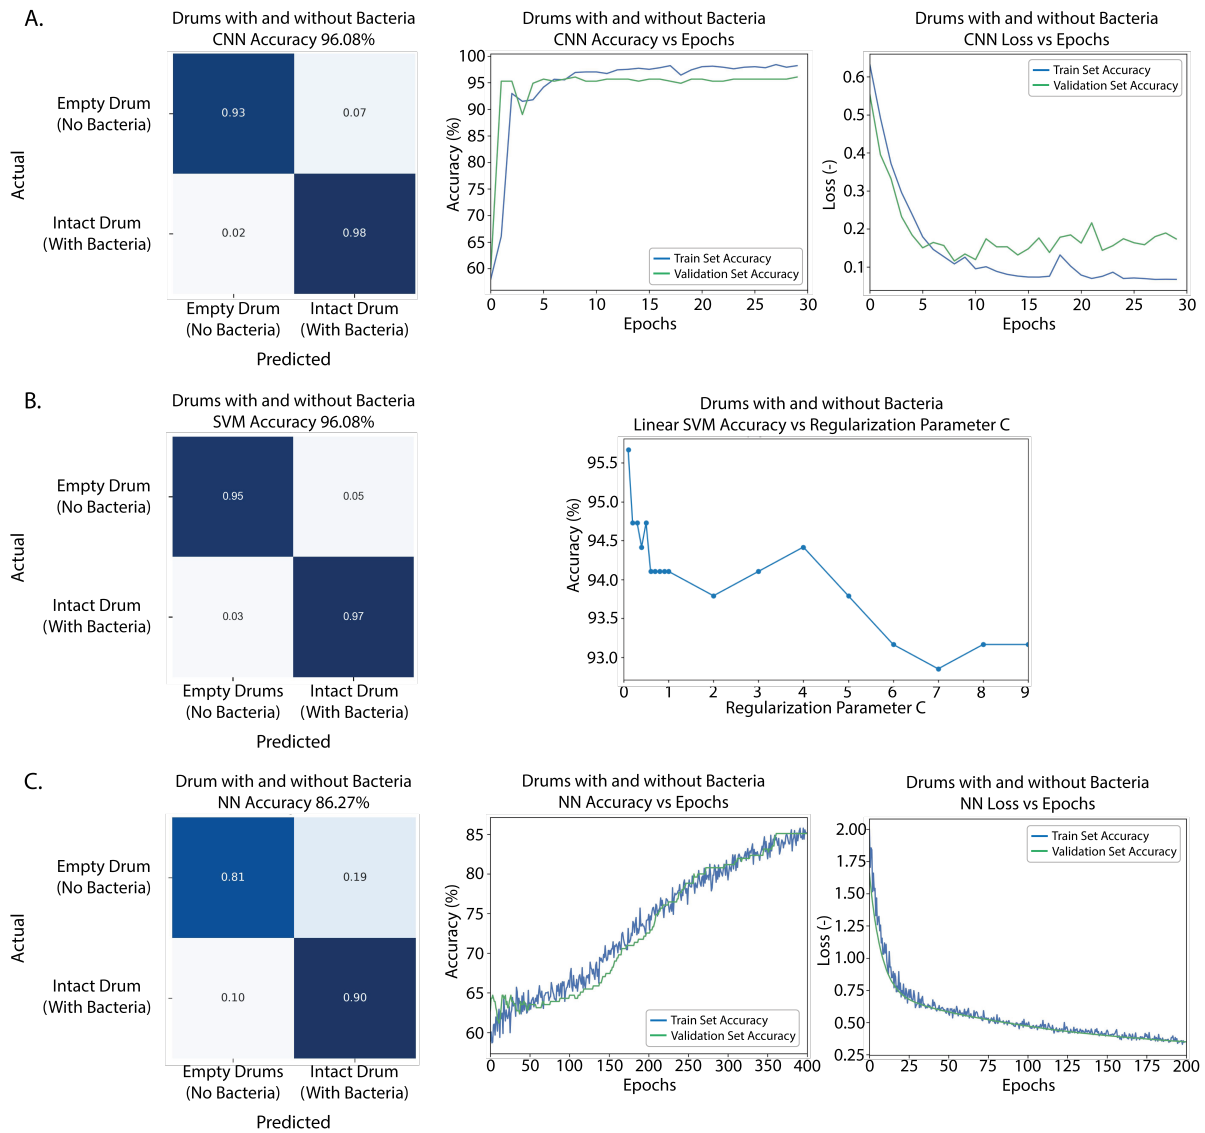 A.
Drums with and without Bacteria
CNN Accuracy 96.08%
Actual
Empty Drum
(No Bacteria)
0.93
0.07
Intact Drum
(With Bacteria)
0.02
0.98
Empty Drum
(No Bacteria)
Intact Drum
(With Bacteria)
Predicted
Drums with and without Bacteria
CNN Accuracy vs Epochs
Accuracy (%)
100
95
90
85
80
75
70
65
60
Train Set Accuracy
Validation Set Accuracy
0 5 10 15 20 25 30
Epochs
Drums with and without Bacteria
CNN Loss vs Epochs
Loss (-)
0.6
0.5
0.4
0.3
0.2
0.1
Train Set Accuracy
Validation Set Accuracy
0 5 10 15 20 25 30
Epochs
B.
Drums with and without Bacteria
SVM Accuracy 96.08%
Actual
Empty Drum
(No Bacteria)
0.95
0.05
Intact Drum
(With Bacteria)
0.03
0.97
Empty Drums
(No Bacteria)
Intact Drum
(With Bacteria)
Predicted
Drums with and without Bacteria
Linear SVM Accuracy vs Regularization Parameter C
Accuracy (%)
95.5
95.0
94.5
94.0
93.5
93.0
0 1 2 3 4 5 6 7 8 9
Regularization Parameter C
C.
Drum with and without Bacteria
NN Accuracy 86.27%
Actual
Empty Drum
(No Bacteria)
0.81
0.19
Intact Drum
(With Bacteria)
0.10
0.90
Empty Drums
(No Bacteria)
Intact Drum
(With Bacteria)
Predicted
Drums with and without Bacteria
NN Accuracy vs Epochs
Accuracy (%)
85
80
75
70
65
60
Train Set Accuracy
Validation Set Accuracy
0 50 100 150 200 250 300 350 400
Epochs
Drums with and without Bacteria
NN Loss vs Epochs
Loss (-)
2.00
1.75
1.50
1.25
1.00
0.75
0.50
0.25
Train Set Accuracy
Validation Set Accuracy
0 25 50 75 100 125 150 175 200
Epochs